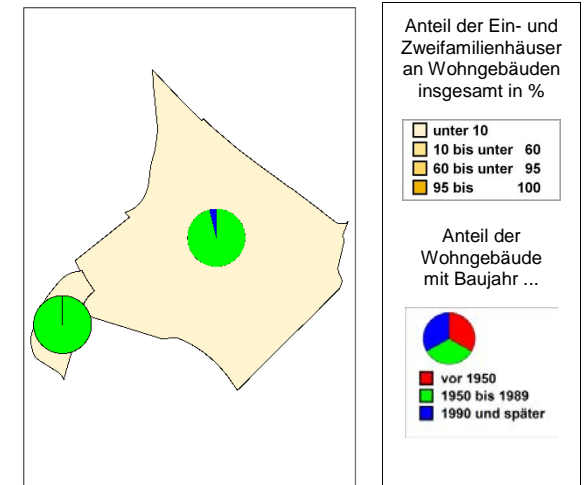 Anteil der Ein- und
Zweifamilienhäuser
an Wohngebäuden
insgesamt in %
unter 10
10 bis unter 60
60 bis unter 95
95 bis 100
Anteil der
Wohngebäude
mit Baujahr ...
vor 1950
1950 bis 1989
1990 und später